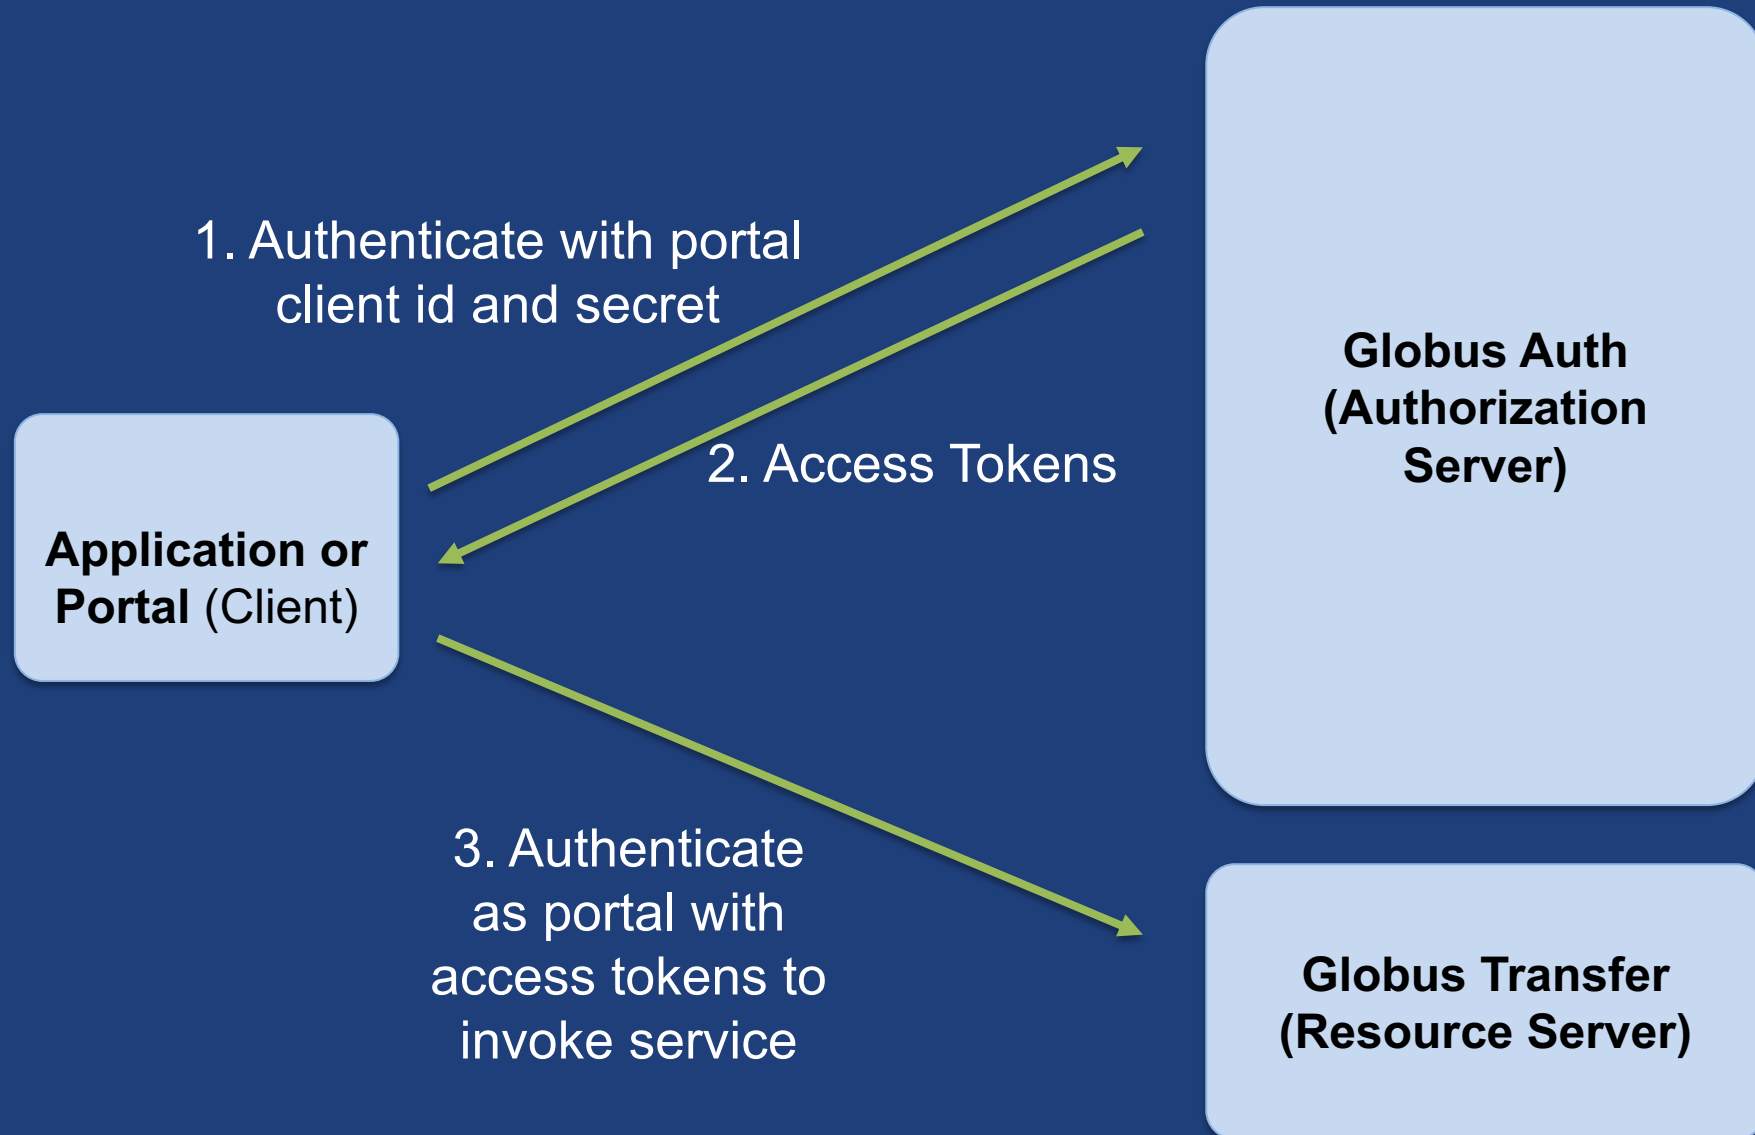 1. Authenticate with portal
client id and secret
Globus Auth
(Authorization
Server)
2. Access Tokens
Application or
Portal (Client)
3. Authenticate
as portal with
access tokens to
invoke service
Globus Transfer
(Resource Server)